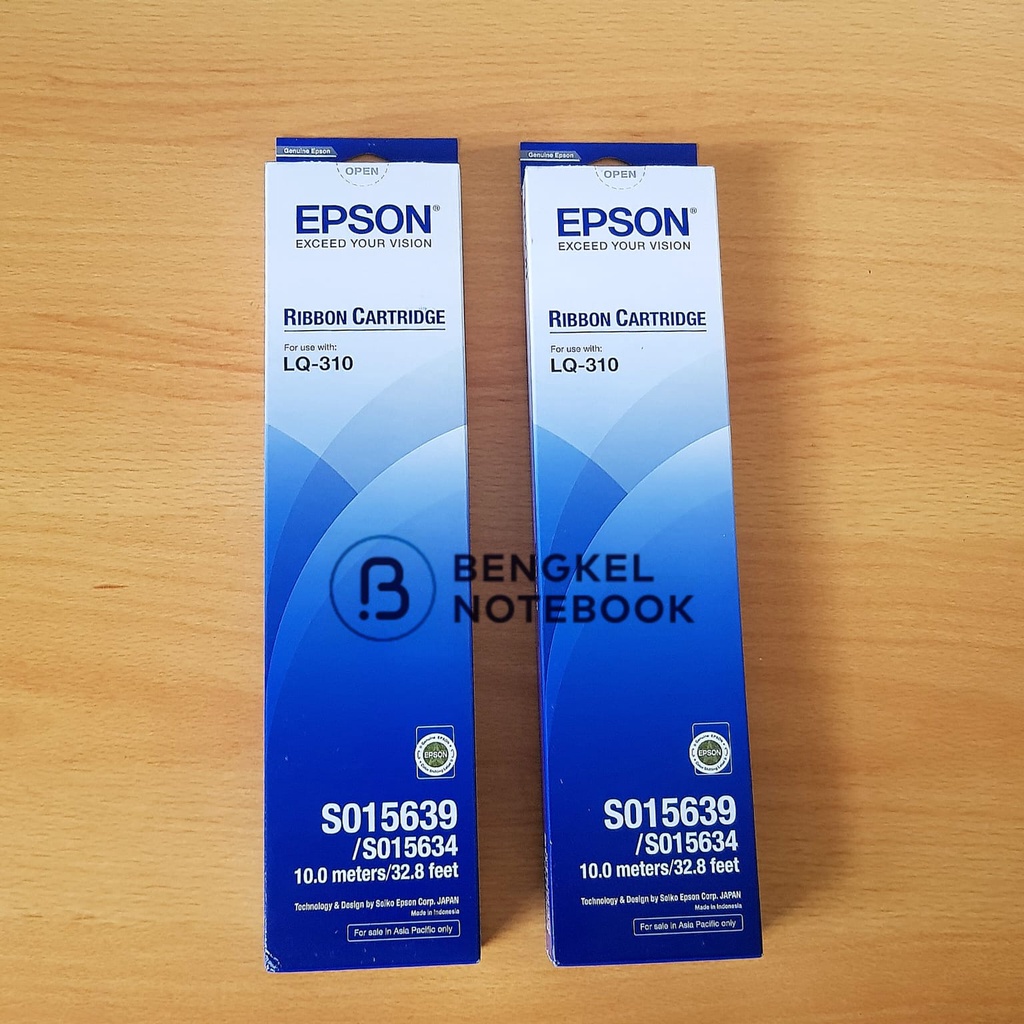 Genuine Epson
OPEN
EPSON®
EXCEED YOUR VISION
RIBBON CARTRIDGE
For use with:
LQ-310
EPSON
S015639
/S015634
10.0 meters/32.8 feet
Technology & Design by Seiko Epson Corp. JAPAN
Made in Indonesia
For sale in Asia Pacific only
Genuine Epson
OPEN
EPSON®
EXCEED YOUR VISION
RIBBON CARTRIDGE
For use with:
LQ-310
EPSON
S015639
/S015634
10.0 meters/32.8 feet
Technology & Design by Seiko Epson Corp. JAPAN
Made in Indonesia
For sale in Asia Pacific only
B BENGKEL
NOTEBOOK